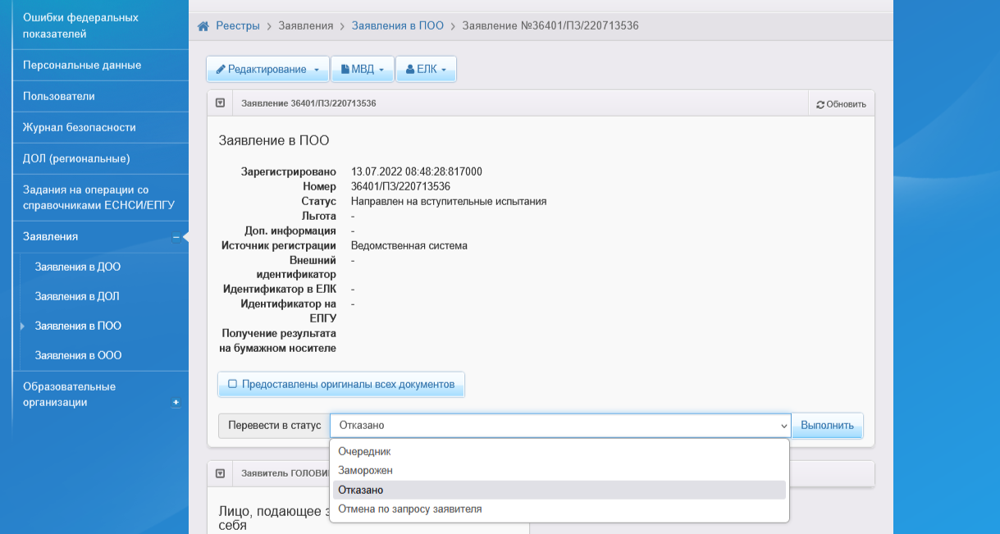 Ошибки федеральных
показателей
Персональные данные
Пользователи
Журнал безопасности
ДОЛ (региональные)
Задания на операции со
справочниками ЕСНСИ/ЕПГУ
Заявления
Заявления в ДОО
Заявления в ДОЛ
Заявления в ПОО
Заявления в ООО
Образовательные
организации
Реестры > Заявления > Заявления в ПОО > Заявление №36401/ПЗ/220713536
Редактирование МВД ЕЛК
Заявление 36401/ПЗ/220713536 Обновить
Заявление в ПОО
Зарегистрировано 13.07.2022 08:48:28:817000
Номер 36401/ПЗ/220713536
Статус Направлен на вступительные испытания
Льгота -
Доп. информация -
Источник регистрации Ведомственная система
Внешний -
идентификатор
Идентификатор в ЕЛК -
Идентификатор на -
ЕПГУ
Получение результата
на бумажном носителе
Предоставлены оригиналы всех документов
Перевести в статус Отказано Выполнить
Очередник
Заморожен
Отказано
Отмена по запросу заявителя
Заявитель
Лицо, подающее
себя